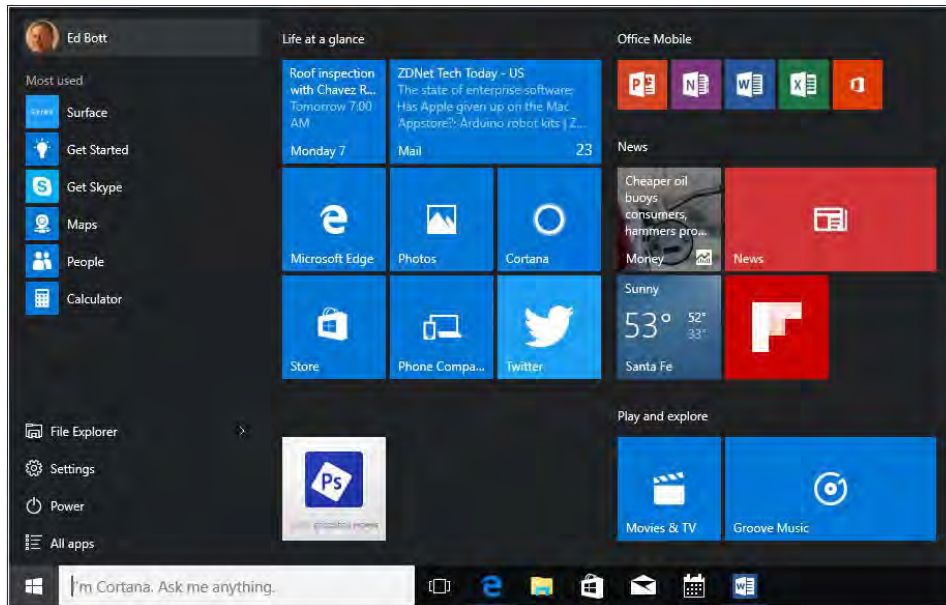 Ed Bott
Most used
Surface
Get Started
Get Skype
Maps
People
Calculator
File Explorer
Settings
Power
All apps
Life at a glance
Roof inspection
with Chavez R...
Tomorrow 7:00
AM
Monday 7
ZDNet Tech Today - US
The state of enterprise software:
Has Apple given up on the Mac
Appstore?: Arduino robot kits | Z...
Mail 23
Microsoft Edge
Photos
Cortana
Store
Phone Compa...
Twitter
Ps
Office Mobile
P
N
W
X
News
Cheaper oil
buoys
consumers,
hammers pro...
Money
News
Sunny
53° 52°
33°
Santa Fe
Play and explore
Movies & TV
Groove Music
I'm Cortana. Ask me anything.